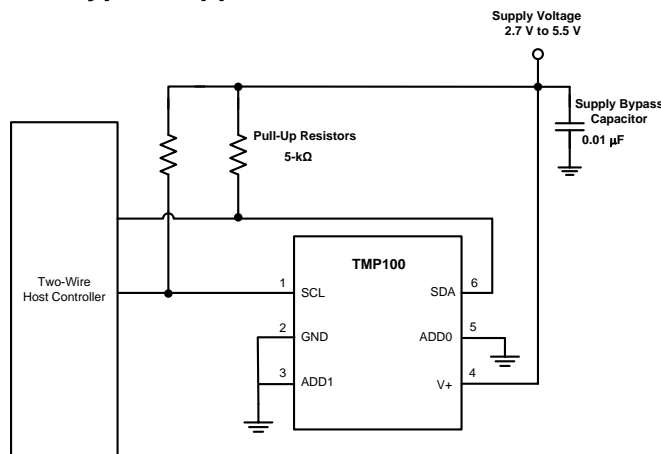 Supply Voltage
2.7 V to 5.5 V
Supply Bypass
Capacitor
0.01 µF
Pull-Up Resistors
5-kΩ
Two-Wire
Host Controller
TMP100
1
SCL
SDA
6
2
GND
ADD0
5
3
ADD1
V+
4